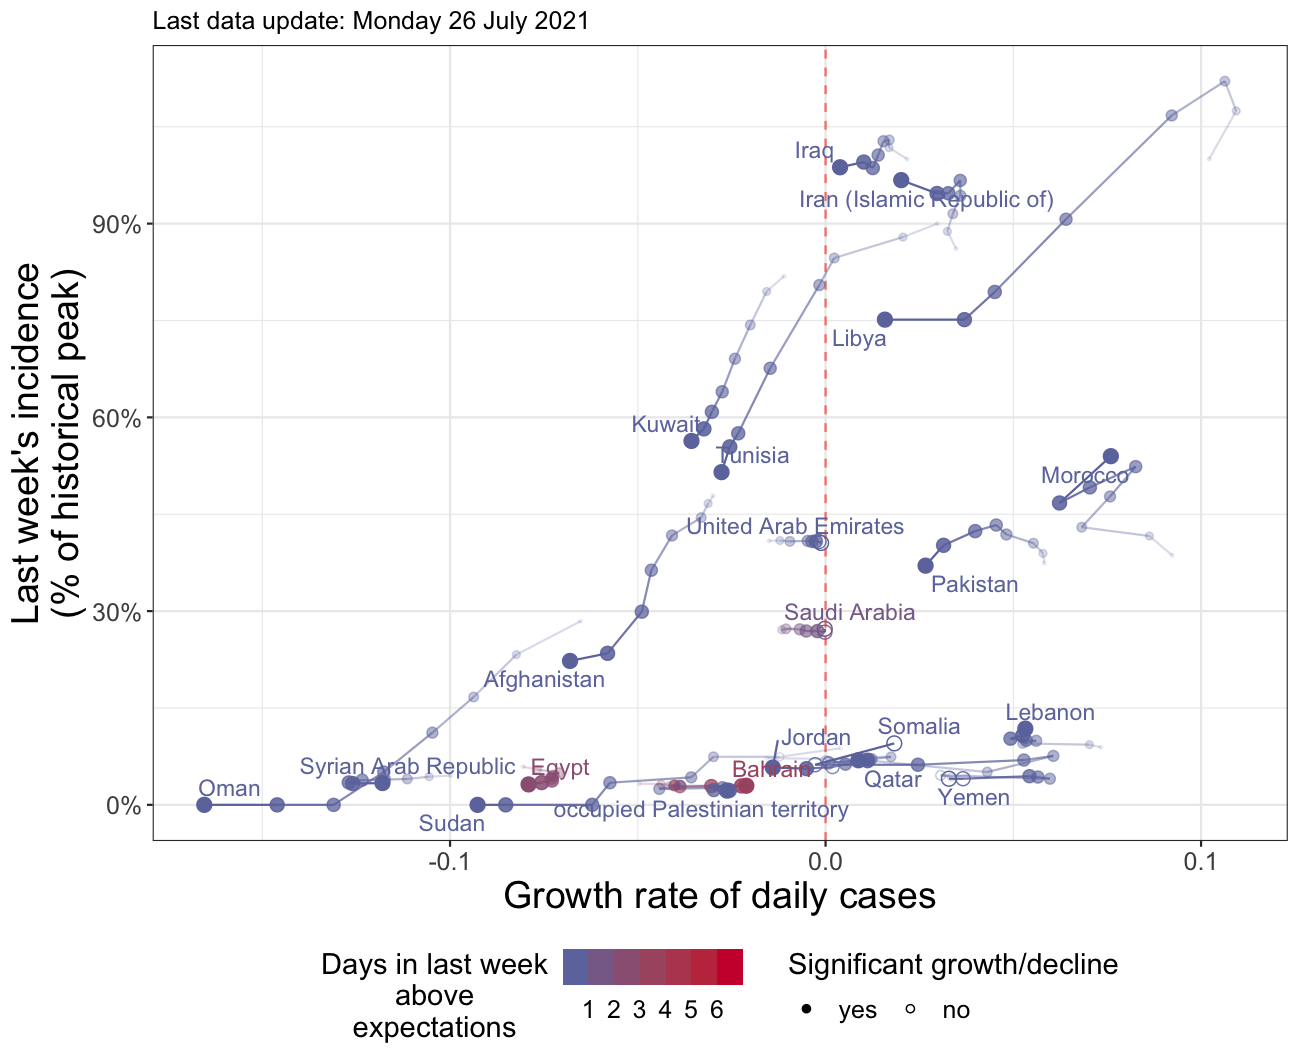 Last data update: Monday 26 July 2021
Last week's incidence
(% of historical peak)
90%
60%
30%
0%
Iraq
Iran (Islamic Republic of)
Libya
Kuwait
Tunisia
Morocco
United Arab Emirates
Pakistan
Saudi Arabia
Afghanistan
Lebanon
Somalia
Jordan
Syrian Arab Republic
Egypt
Bahrain
Qatar
Oman
Yemen
occupied Palestinian territory
Sudan
-0.1
0.0
0.1
Growth rate of daily cases
Days in last week
above
expectations
1 2 3 4 5 6
Significant growth/decline
yes no